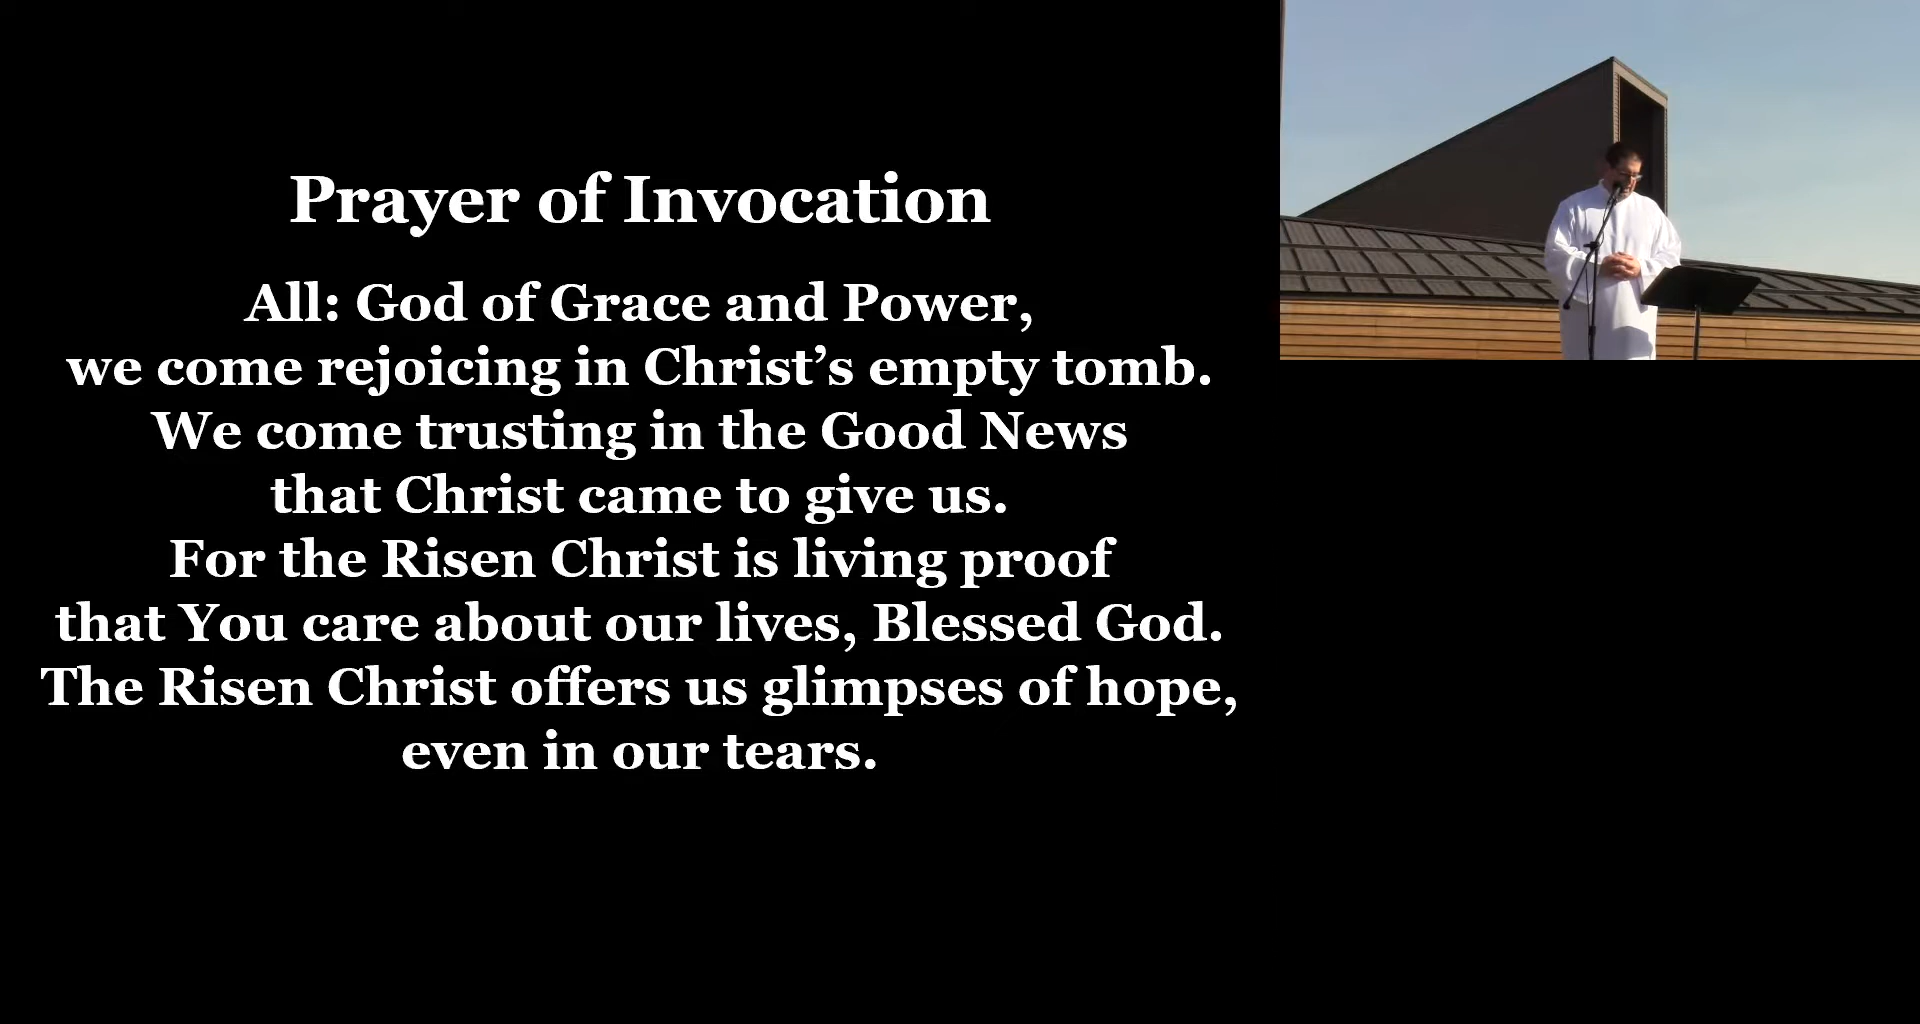 Prayer of Invocation
All: God of Grace and Power,
we come rejoicing in Christ’s empty tomb.
We come trusting in the Good News
that Christ came to give us.
For the Risen Christ is living proof
that You care about our lives, Blessed God.
The Risen Christ offers us glimpses of hope,
even in our tears.